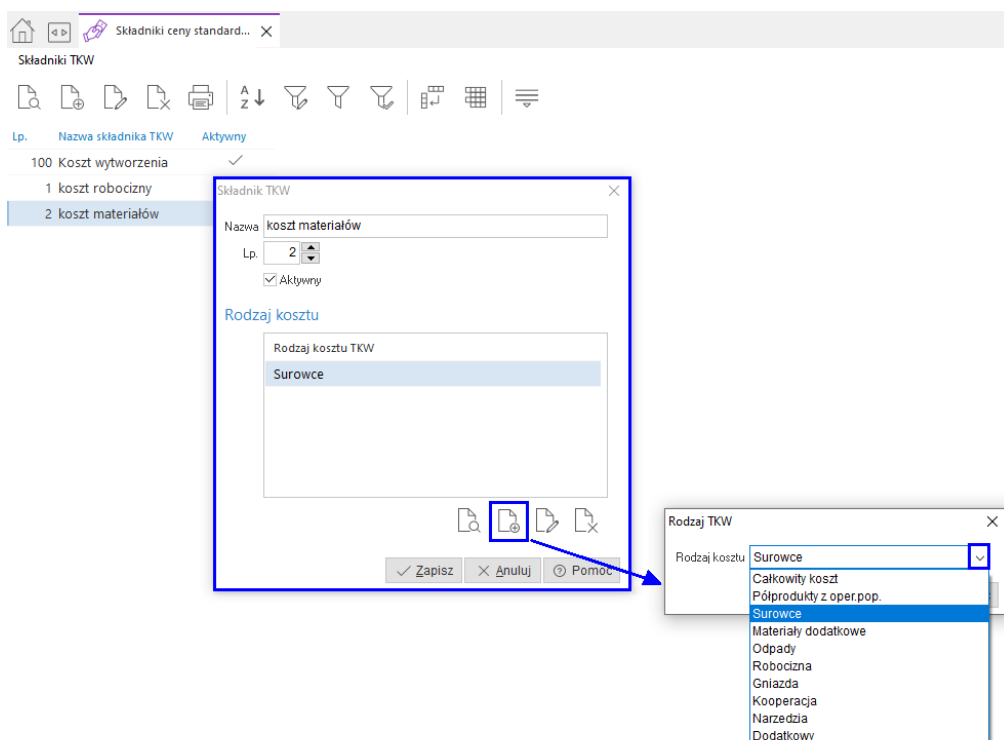 Składniki ceny standard...
Składniki TKW
Lp. Nazwa składnika TKW Aktywny
100 Koszt wytworzenia
1 koszt robocizny
2 koszt materiałów
Składnik TKW
Nazwa koszt materiałów
Lp. 2
Aktywny
Rodzaj kosztu
Rodzaj kosztu TKW
Surowce
Zapisz Anuluj Pomoc
Rodzaj TKW
Rodzaj kosztu Surowce
Całkowity koszt
Półprodukty z oper.pop.
Surowce
Materiały dodatkowe
Odpady
Robocizna
Gniazda
Kooperacja
Narzedzia
Dodatkowy